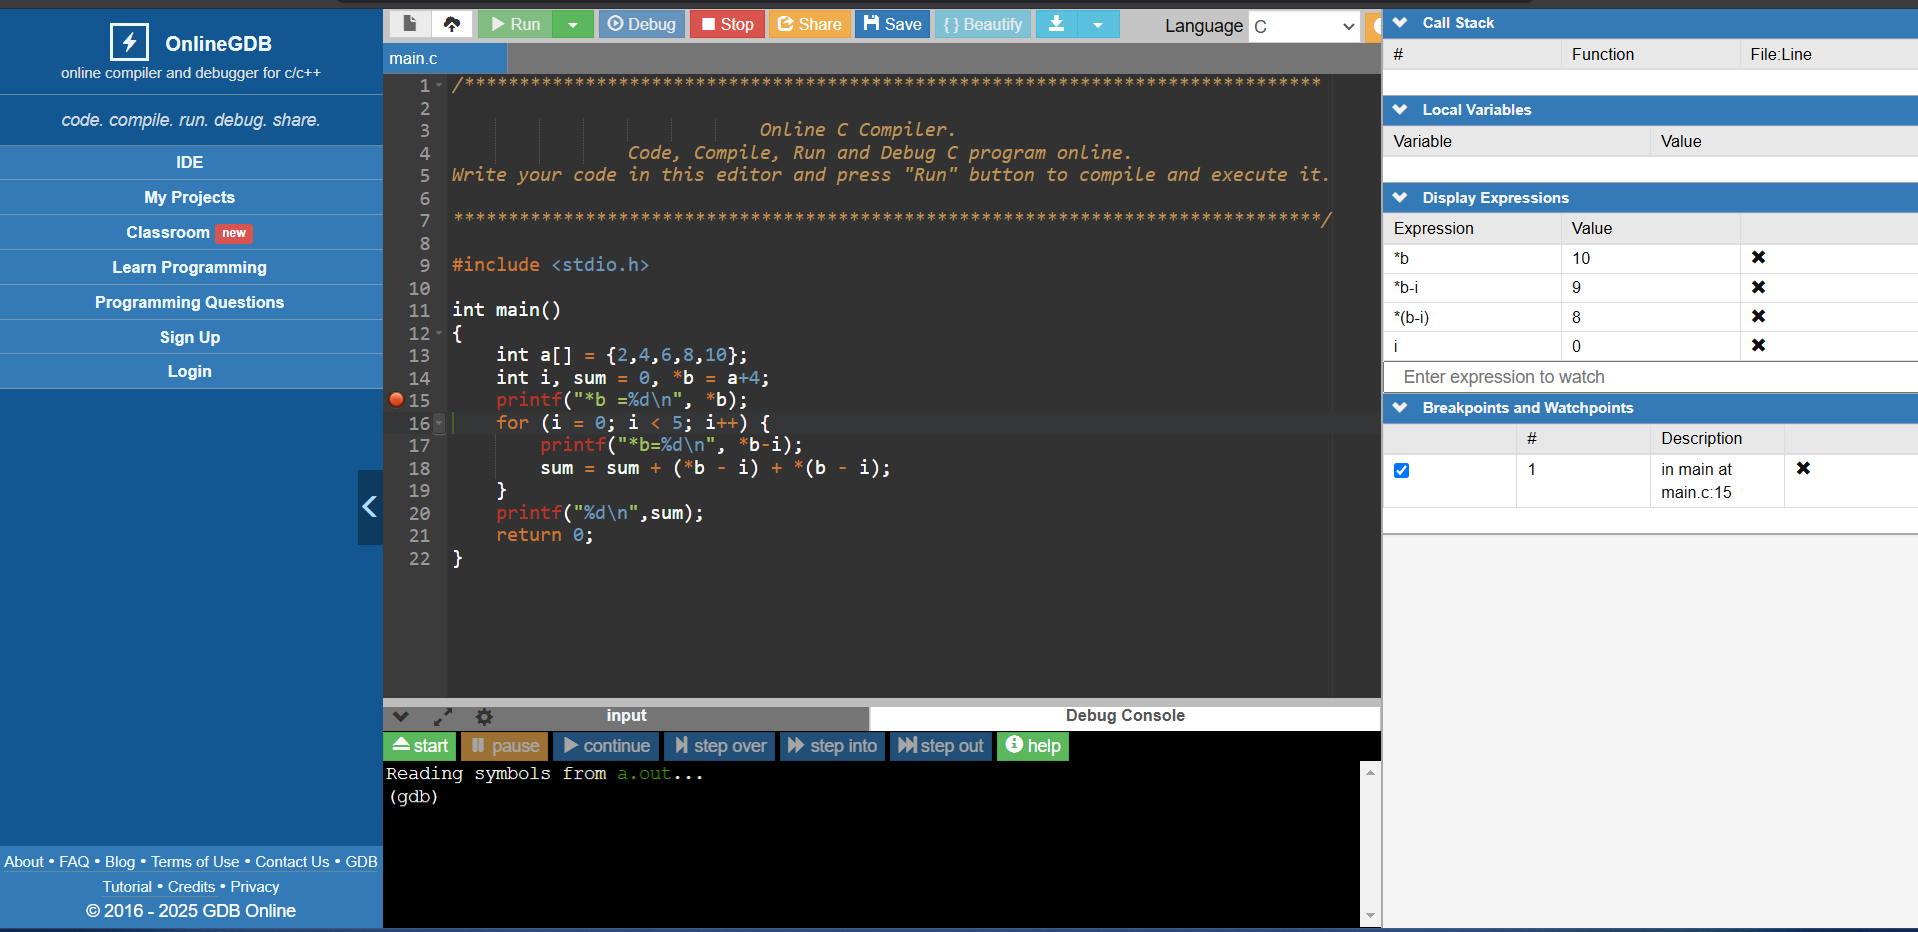 OnlineGDB
online compiler and debugger for c/c++
code. compile. run. debug. share.
IDE
My Projects
Classroom new
Learn Programming
Programming Questions
Sign Up
Login
About • FAQ • Blog • Terms of Use • Contact Us • GDB
Tutorial • Credits • Privacy
© 2016 - 2025 GDB Online
Run Debug Stop Share Save { } Beautify Language C
main.c
1 /******************************************************************************
2
3 Online C Compiler.
4 Code, Compile, Run and Debug C program online.
5 Write your code in this editor and press "Run" button to compile and execute it.
6
7 *******************************************************************************/
8
9 #include <stdio.h>
10
11 int main()
12 {
13 int a[] = {2,4,6,8,10};
14 int i, sum = 0, *b = a+4;
15 printf("*b =%d\n", *b);
16 for (i = 0; i < 5; i++) {
17 printf("*b=%d\n", *b-i);
18 sum = sum + (*b - i) + *(b - i);
19 }
20 printf("%d\n",sum);
21 return 0;
22 }
input Debug Console
start pause continue step over step into step out help
Reading symbols from a.out...
(gdb)
Call Stack
# Function File:Line
Local Variables
Variable Value
Display Expressions
Expression Value
*b 10
*b-i 9
*(b-i) 8
i 0
Enter expression to watch
Breakpoints and Watchpoints
# Description
1 in main at
main.c:15